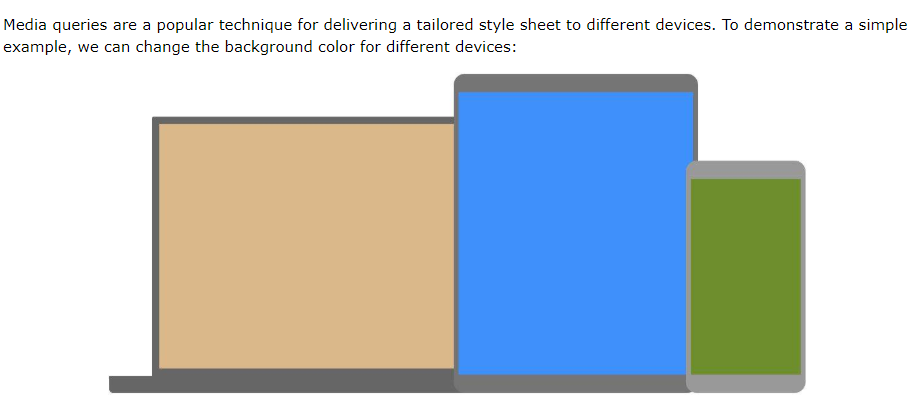 Media queries are a popular technique for delivering a tailored style sheet to different devices. To demonstrate a simple
example, we can change the background color for different devices: